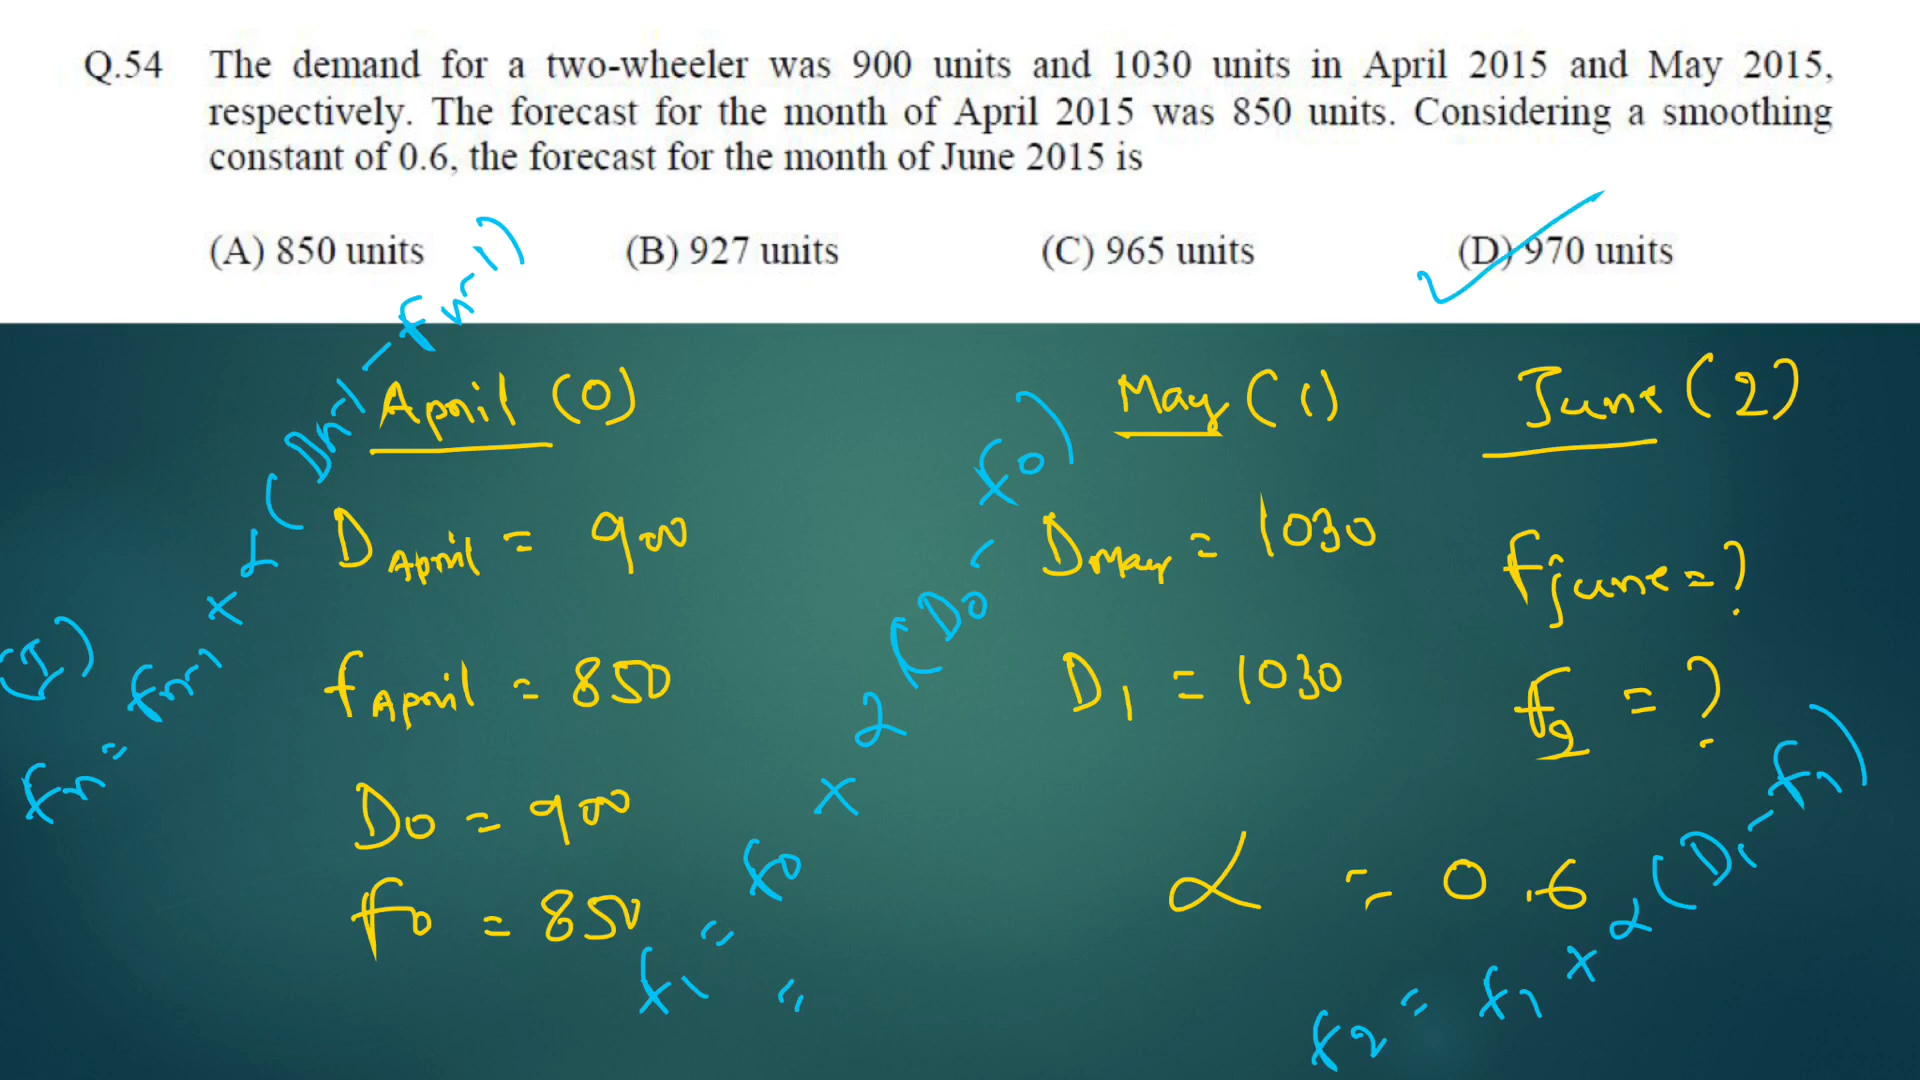 Q.54 The demand for a two-wheeler was 900 units and 1030 units in April 2015 and May 2015,
respectively. The forecast for the month of April 2015 was 850 units. Considering a smoothing
constant of 0.6, the forecast for the month of June 2015 is
(A) 850 units (B) 927 units (C) 965 units (D) 970 units
April (0) May (1) June (2)
D April = 900 D May = 1030 f june = ?
f April = 850 D1 = 1030 f2 = ?
D0 = 900
f0 = 850 α = 0.6
(I) fn = fn-1 + α (Dn-1 - fn-1)
f1 = f0 + α (D0 - f0)
=
f2 = f1 + α (D1 - f1)